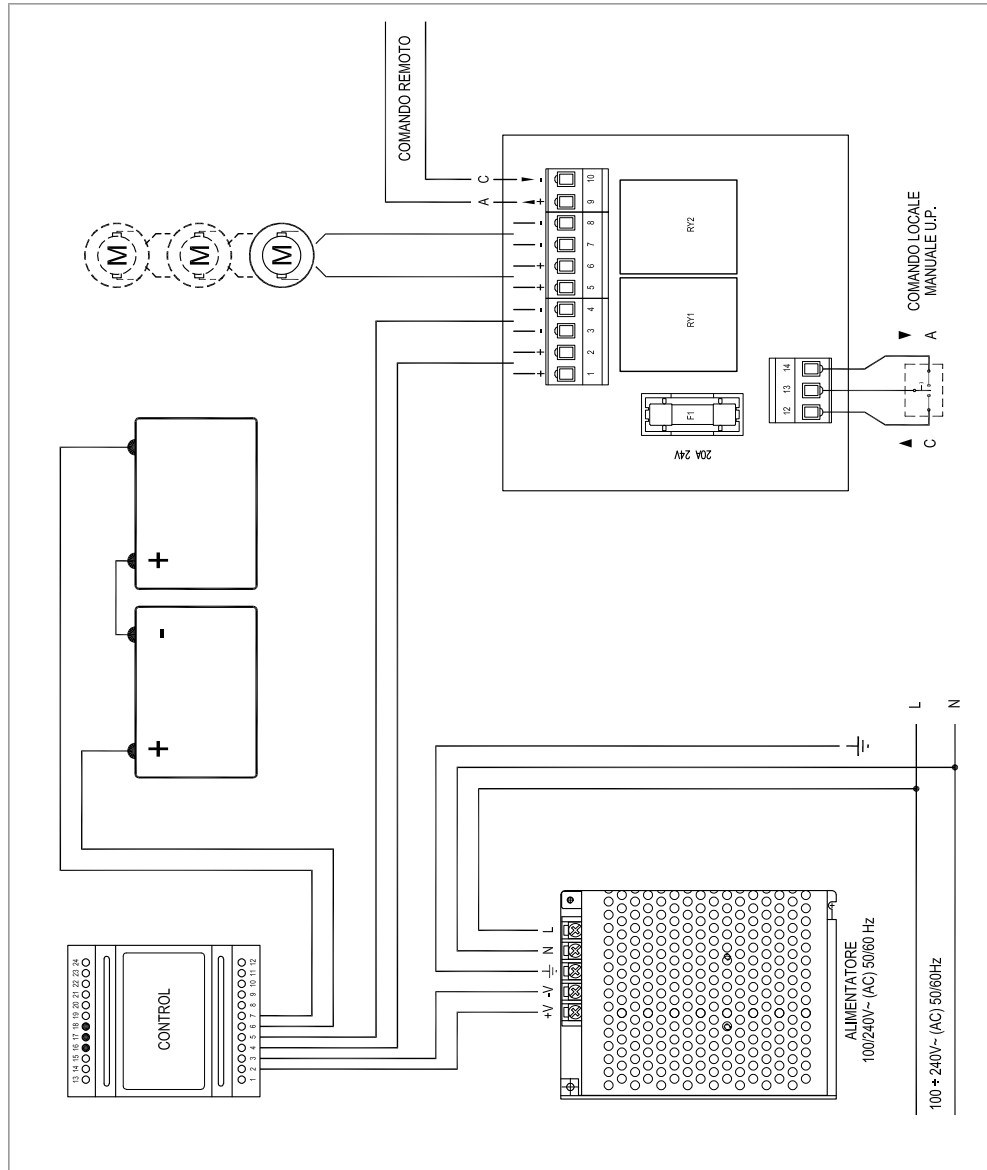 13 14 15 16 17 18 19 20 21 22 23 24
CONTROL
1 2 3 4 5 6 7 8 9 10 11 12
+ -
+
M
M
M
COMANDO REMOTO
A C
+ + - - + + - - + -
1 2 3 4 5 6 7 8 9 10
RY1
RY2
F1
20A 24V
12 13 14
C A
COMANDO LOCALE
MANUALE U.P.
+V -V N L
ALIMENTATORE
100/240V~ (AC) 50/60 Hz
L
N
100 ÷ 240V~ (AC) 50/60Hz